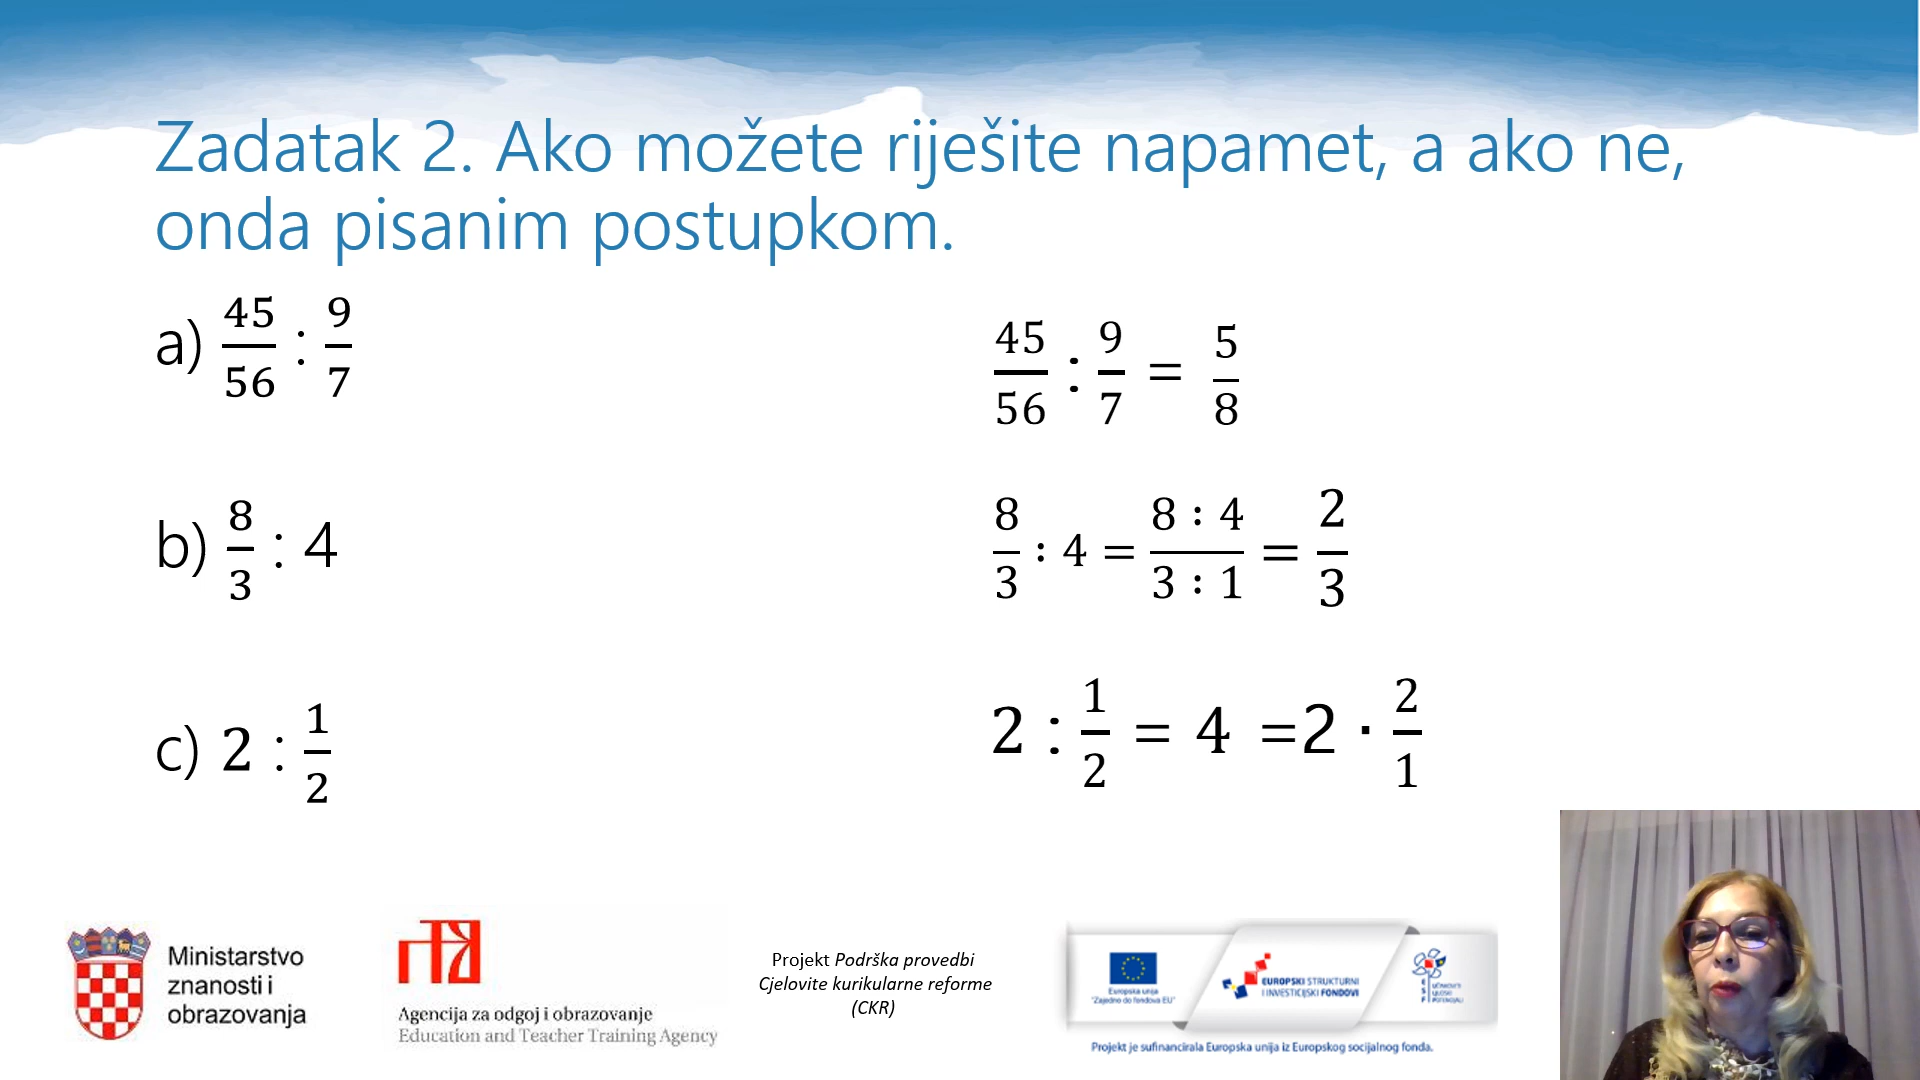 Zadatak 2. Ako možete riješite napamet, a ako ne,
onda pisanim postupkom.
a) 45/56 : 9/7
45/56 : 9/7 = 5/8
b) 8/3 : 4
8/3 : 4 = 8 : 4/3 : 1 = 2/3
c) 2 : 1/2
2 : 1/2 = 4 =2 · 2/1
Ministarstvo
znanosti i
obrazovanja
Agencija za odgoj i obrazovanje
Education and Teacher Training Agency
Projekt Podrška provedbi
Cjelovite kurikularne reforme
(CKR)
Europska unija
"Zajedno do fondova EU"
EUROPSKI STRUKTURNI
I INVESTICIJSKI FONDOVI
ESF
UČINKOVITI
LJUDSKI
POTENCIJALI
Projekt je sufinancirala Europska unija iz Europskog socijalnog fonda.